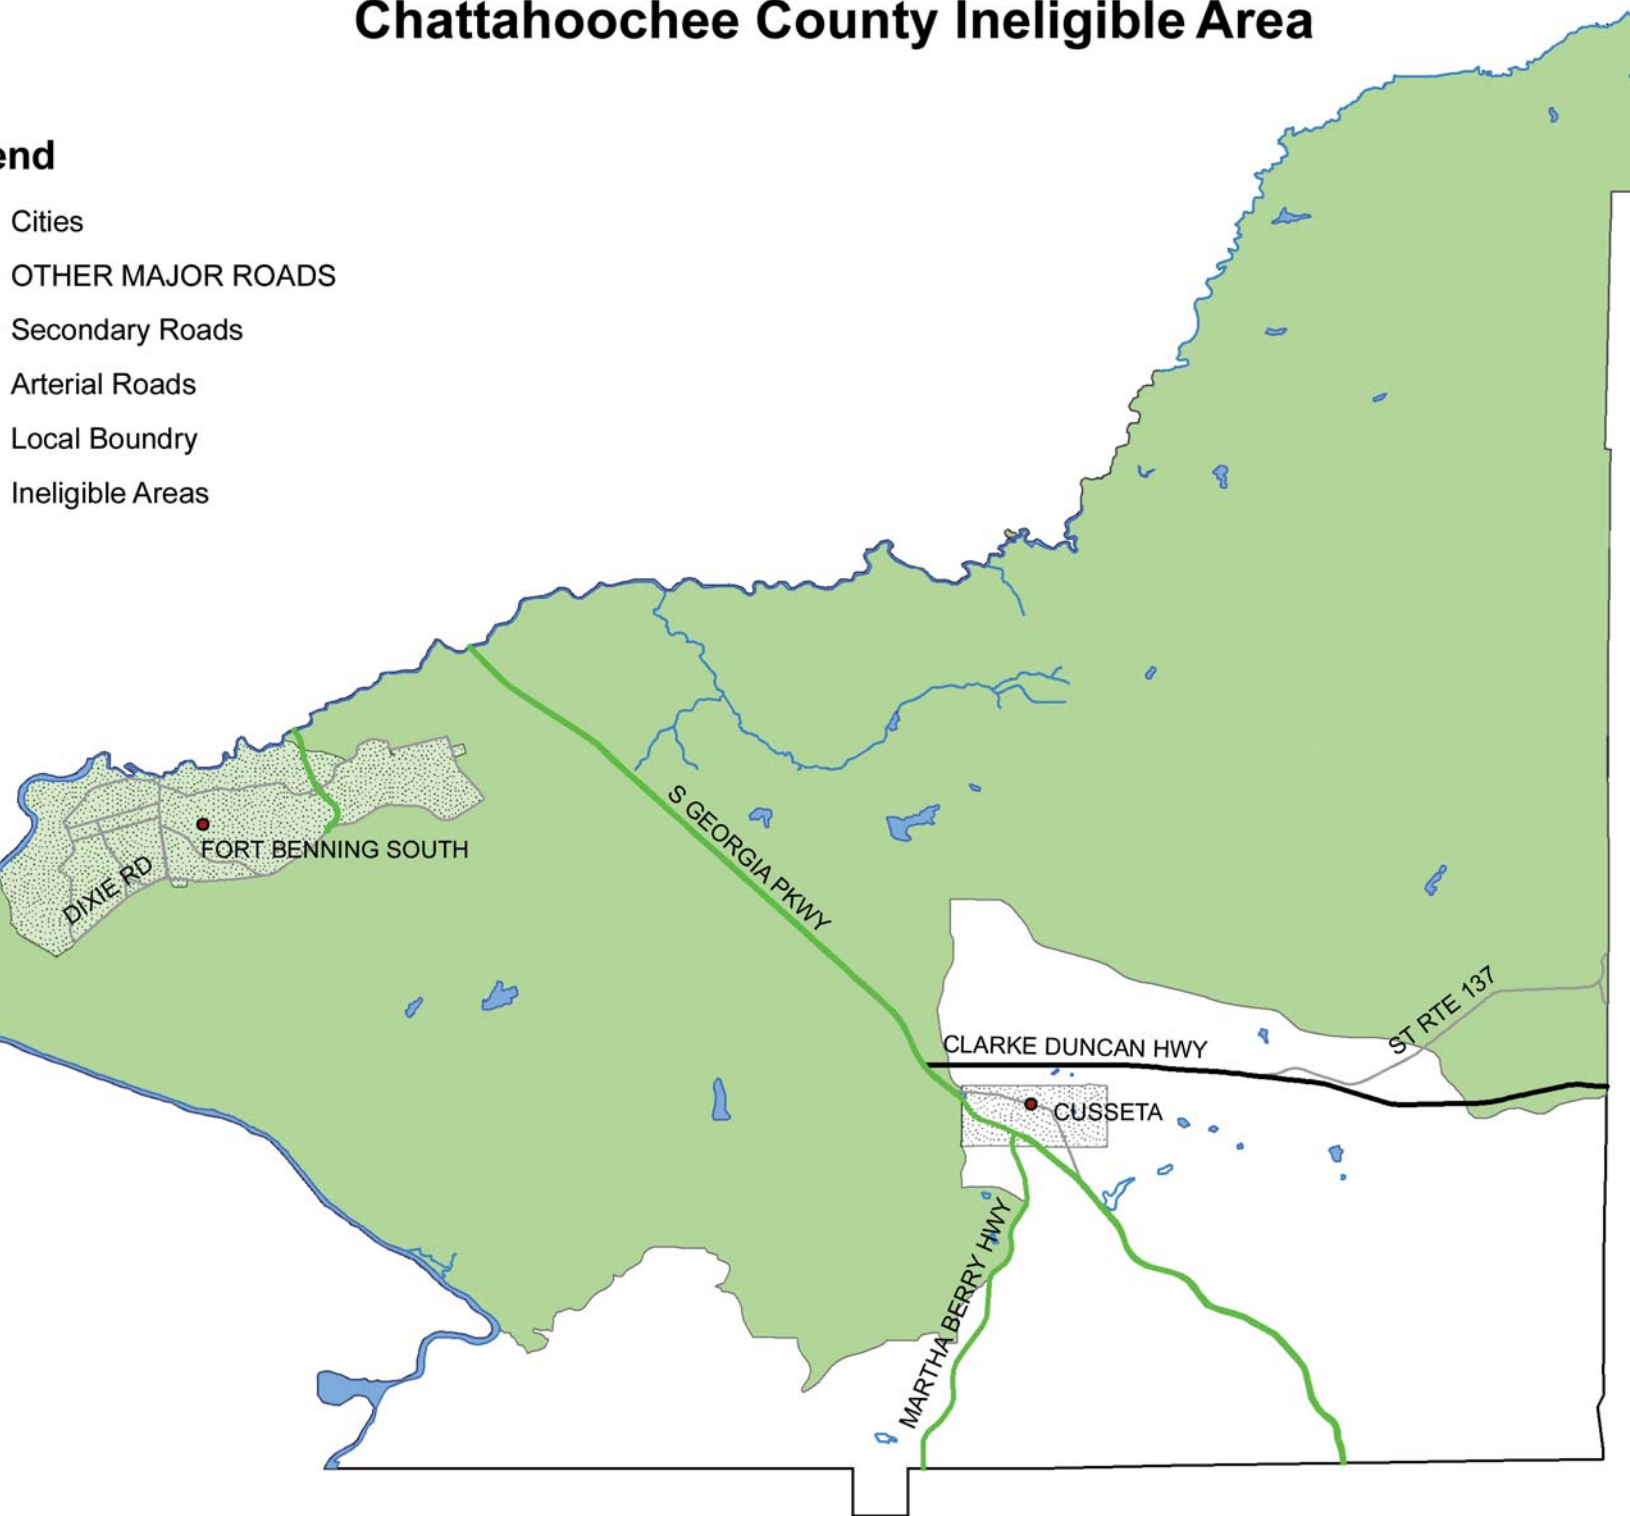 Chattahoochee County Ineligible Area
end
Cities
OTHER MAJOR ROADS
Secondary Roads
Arterial Roads
Local Boundry
Ineligible Areas
S GEORGIA PKWY
FORT BENNING SOUTH
DIXIE RD
ST RTE 137
CLARKE DUNCAN HWY
CUSSETA
MARTHA BERRY HWY